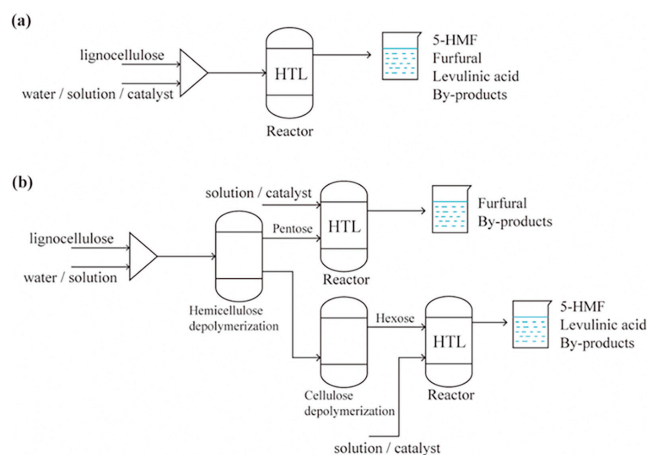 (a)
lignocellulose
water / solution / catalyst
HTL
Reactor
5-HMF
Furfural
Levulinic acid
By-products
(b)
lignocellulose
water / solution
Hemicellulose
depolymerization
solution / catalyst
Pentose
HTL
Reactor
Furfural
By-products
Cellulose
depolymerization
Hexose
HTL
Reactor
solution / catalyst
5-HMF
Levulinic acid
By-products